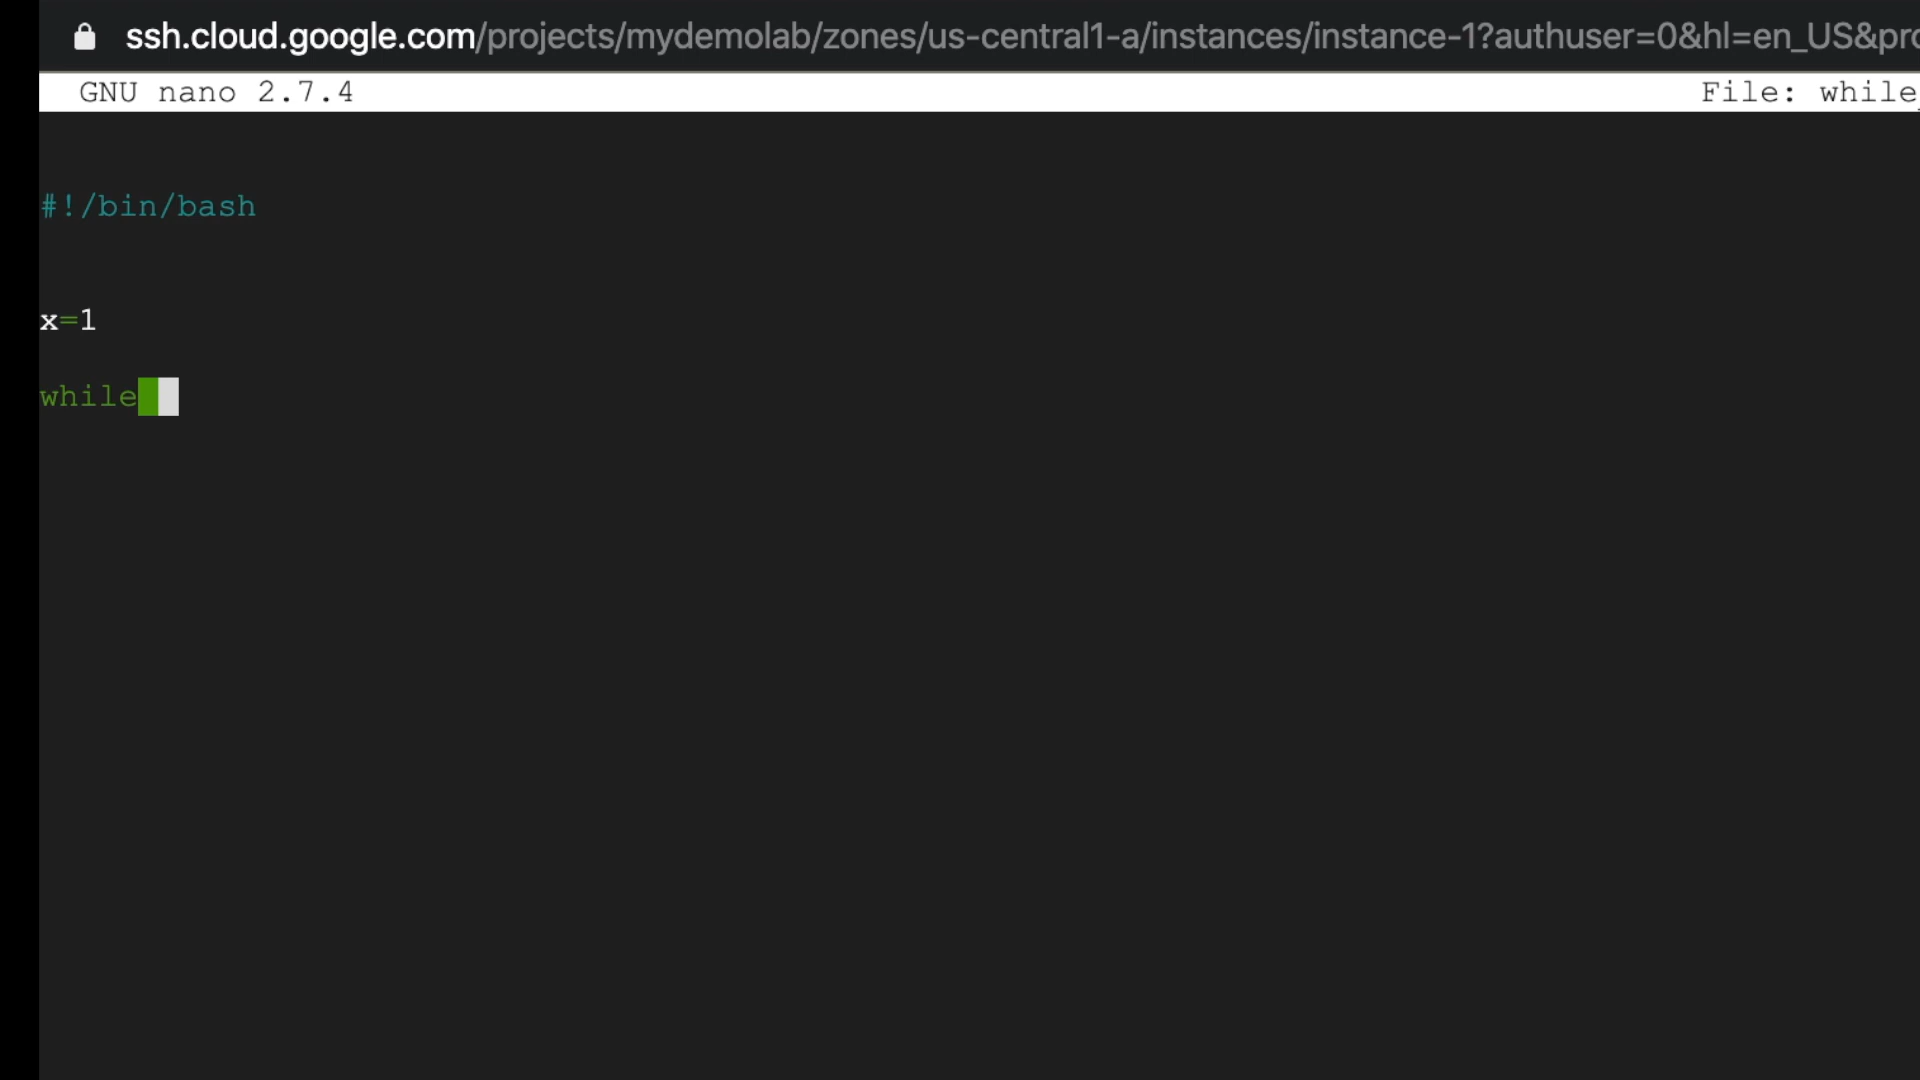 ssh.cloud.google.com/projects/mydemolab/zones/us-central1-a/instances/instance-1?authuser=0&hl=en_US&pro
GNU nano 2.7.4 File: while
#!/bin/bash
x=1
while